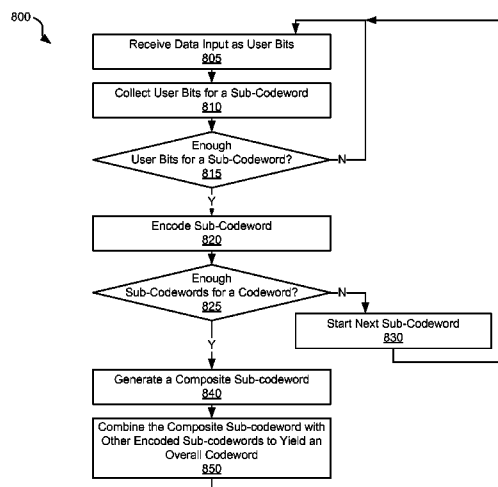 800
Receive Data Input as User Bits
805
Collect User Bits for a Sub-Codeword
810
Enough
User Bits for a Sub-Codeword?
815
N
Y
Encode Sub-Codeword
820
Enough
Sub-Codewords for a Codeword?
825
N
Start Next Sub-Codeword
830
Y
Generate a Composite Sub-codeword
840
Combine the Composite Sub-codeword with
Other Encoded Sub-codewords to Yield an
Overall Codeword
850